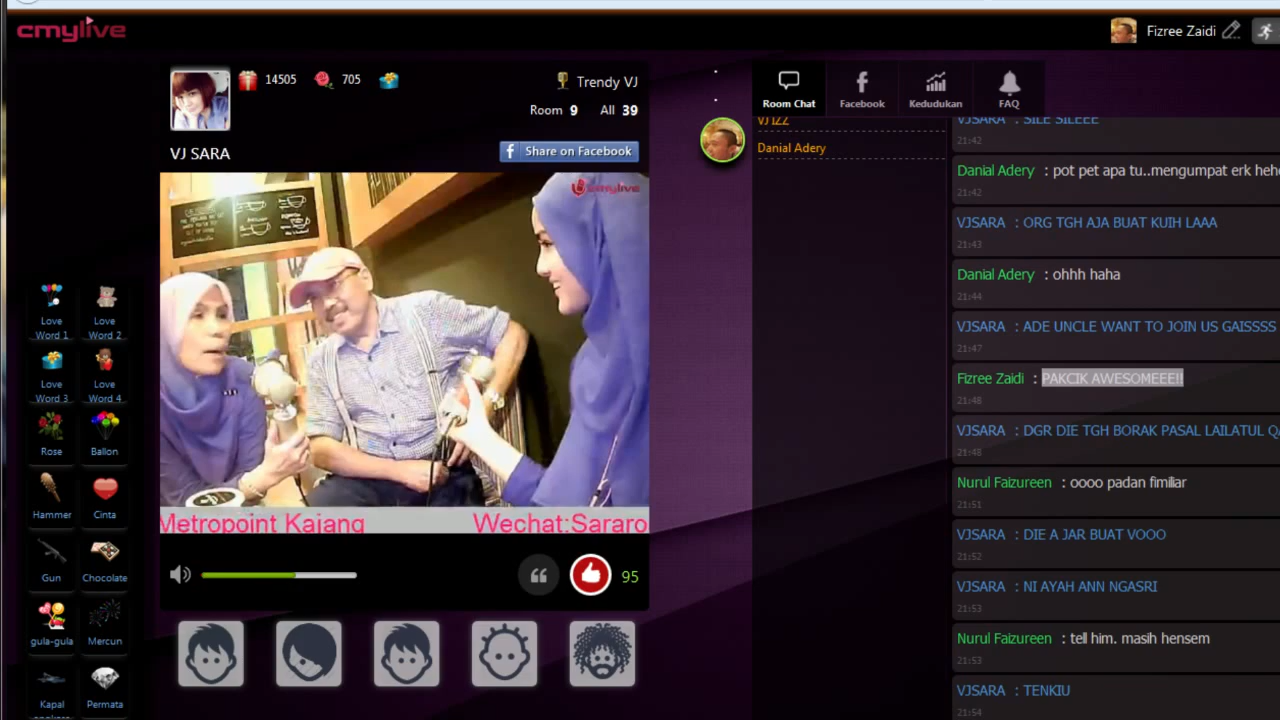 cmylive
Fizree Zaidi
14505
705
Trendy VJ
Room 9 All 39
VJ SARA
Share on Facebook
cmylive
Metropoint Kajang
Wechat:Sararo
95
Love Word 1
Love Word 2
Love Word 3
Love Word 4
Rose
Ballon
Hammer
Cinta
Gun
Chocolate
gula-gula
Mercun
Kapal
Permata
Room Chat
Facebook
Kedudukan
FAQ
VJ IZZ
Danial Adery
VJSARA : SILE SILEEE
21:42
Danial Adery : pot pet apa tu..mengumpat erk hehe
21:42
VJSARA : ORG TGH AJA BUAT KUIH LAAA
21:43
Danial Adery : ohhh haha
21:44
VJSARA : ADE UNCLE WANT TO JOIN US GAISSSS
21:47
Fizree Zaidi : PAKCIK AWESOMEEE!!
21:48
VJSARA : DGR DIE TGH BORAK PASAL LAILATUL QA
21:48
Nurul Faizureen : oooo padan fimiliar
21:51
VJSARA : DIE A JAR BUAT VOOO
21:52
VJSARA : NI AYAH ANN NGASRI
21:53
Nurul Faizureen : tell him. masih hensem
21:53
VJSARA : TENKIU
21:54